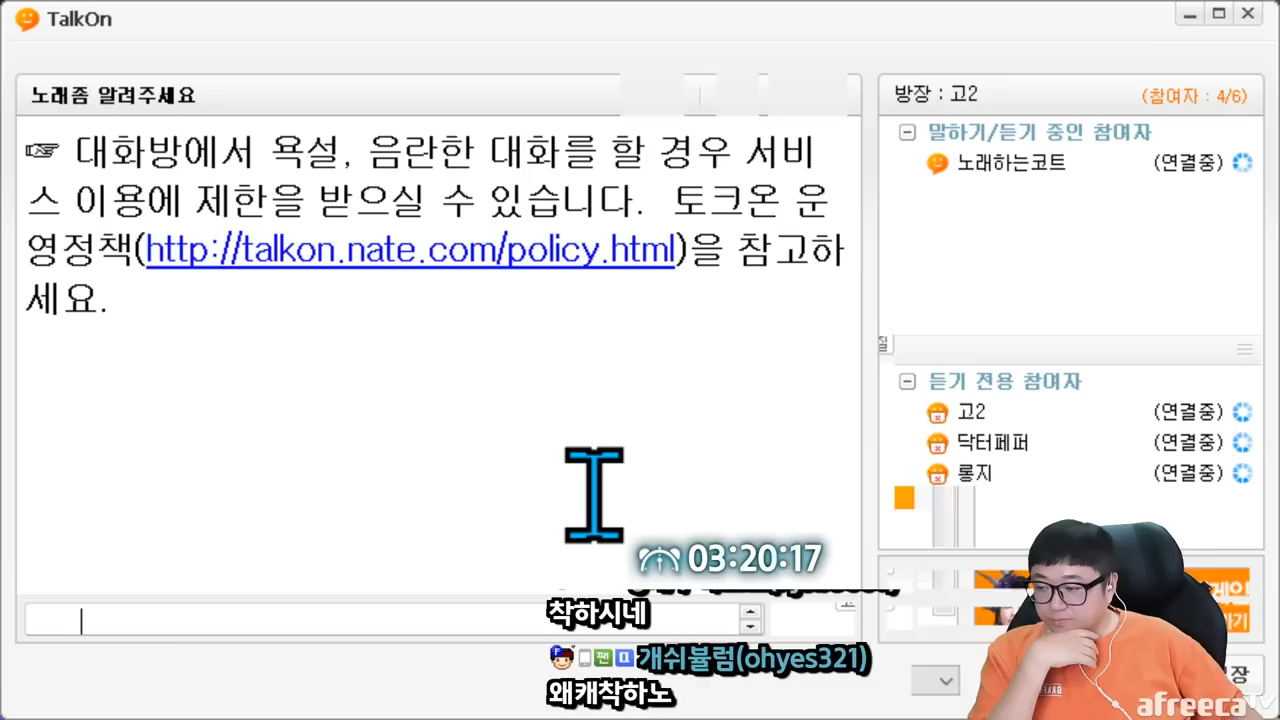 TalkOn
노래좀 알려주세요
☞ 대화방에서 욕설, 음란한 대화를 할 경우 서비
스 이용에 제한을 받으실 수 있습니다. 토크온 운
영정책(http://talkon.nate.com/policy.html)을 참고하
세요.
방장 : 고2
(참여자 : 4/6)
말하기/듣기 중인 참여자
노래하는코트 (연결중)
듣기 전용 참여자
고2 (연결중)
닥터페퍼 (연결중)
롱지 (연결중)
03:20:17
착하시네
개쉬뷸럼(ohyes321)
왜캐착하노
afreecaTV